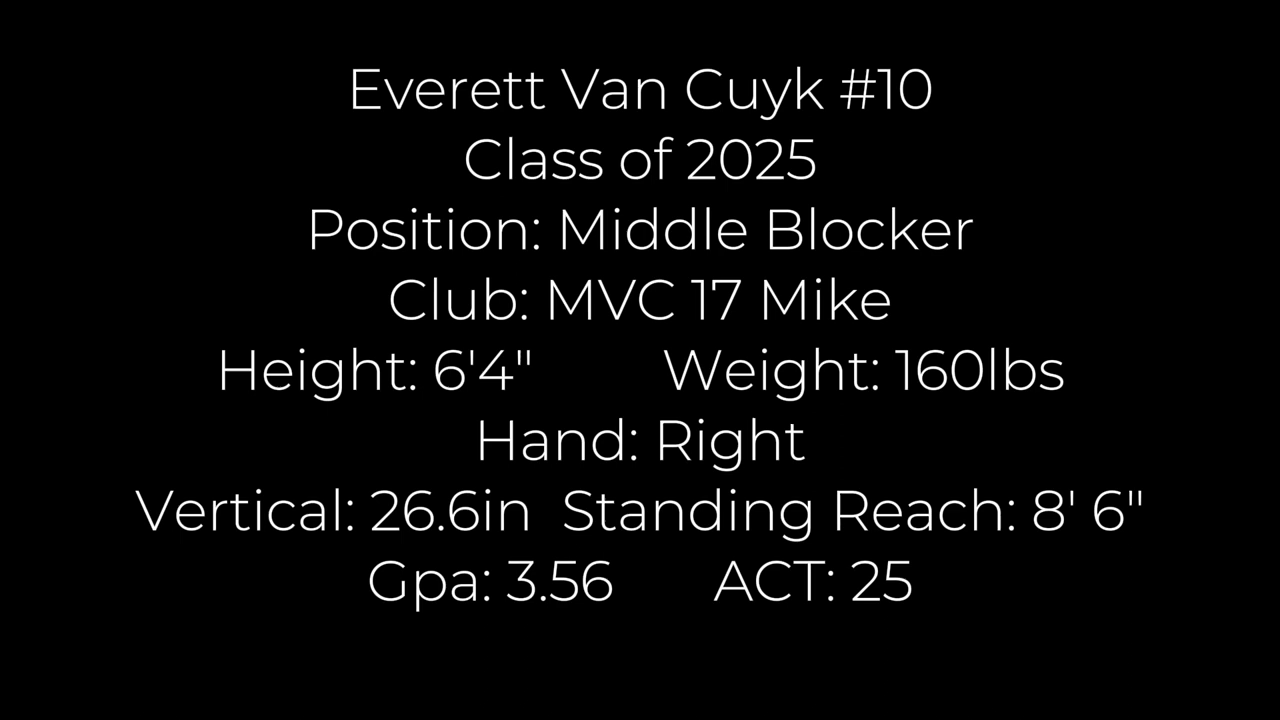 Everett Van Cuyk #10
Class of 2025
Position: Middle Blocker
Club: MVC 17 Mike
Height: 6'4" Weight: 160lbs
Hand: Right
Vertical: 26.6in Standing Reach: 8' 6"
Gpa: 3.56 ACT: 25